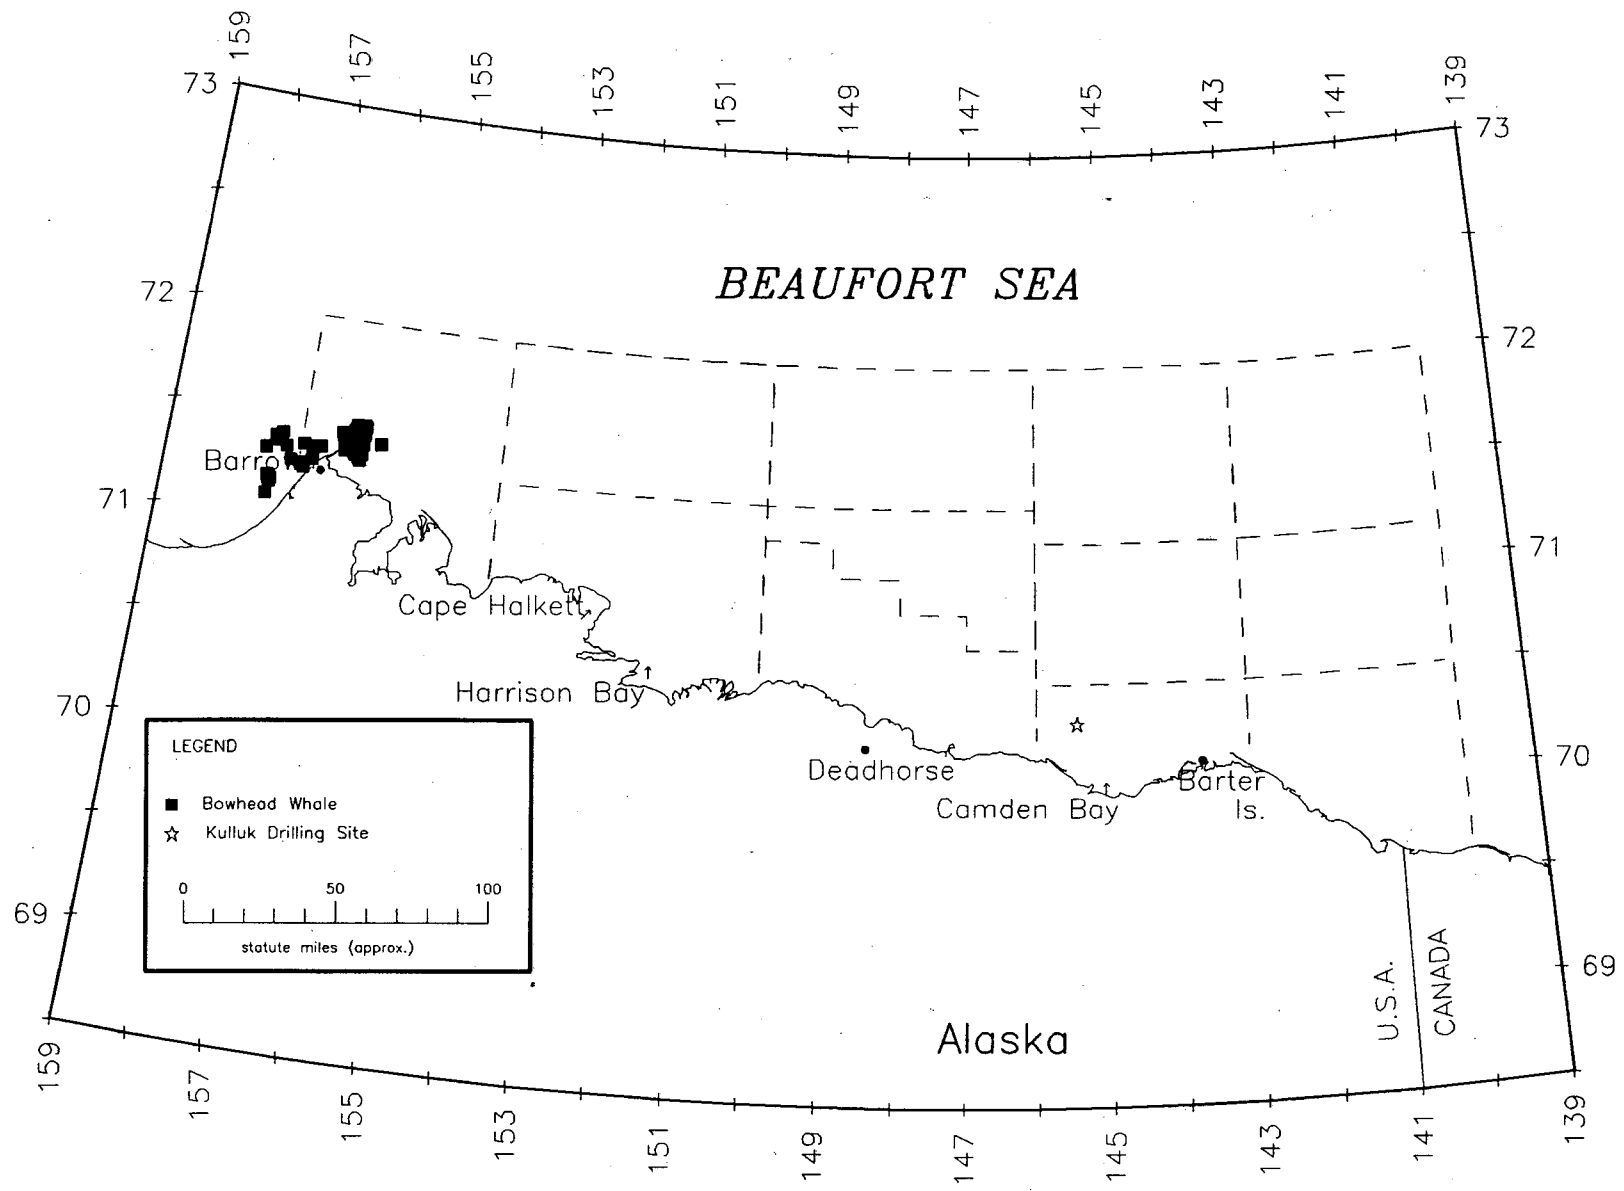 159
157
155
153
151
149
147
145
143
141
139
73
73
BEAUFORT SEA
72
72
Barrow
71
71
Cape Halkett
Harrison Bay
70
70
Deadhorse
Camden Bay
Barter
Is.
LEGEND
Bowhead Whale
Kulluk Drilling Site
0 50 100
statute miles (approx.)
69
69
U.S.A.
CANADA
Alaska
159
157
155
153
151
149
147
145
143
141
139